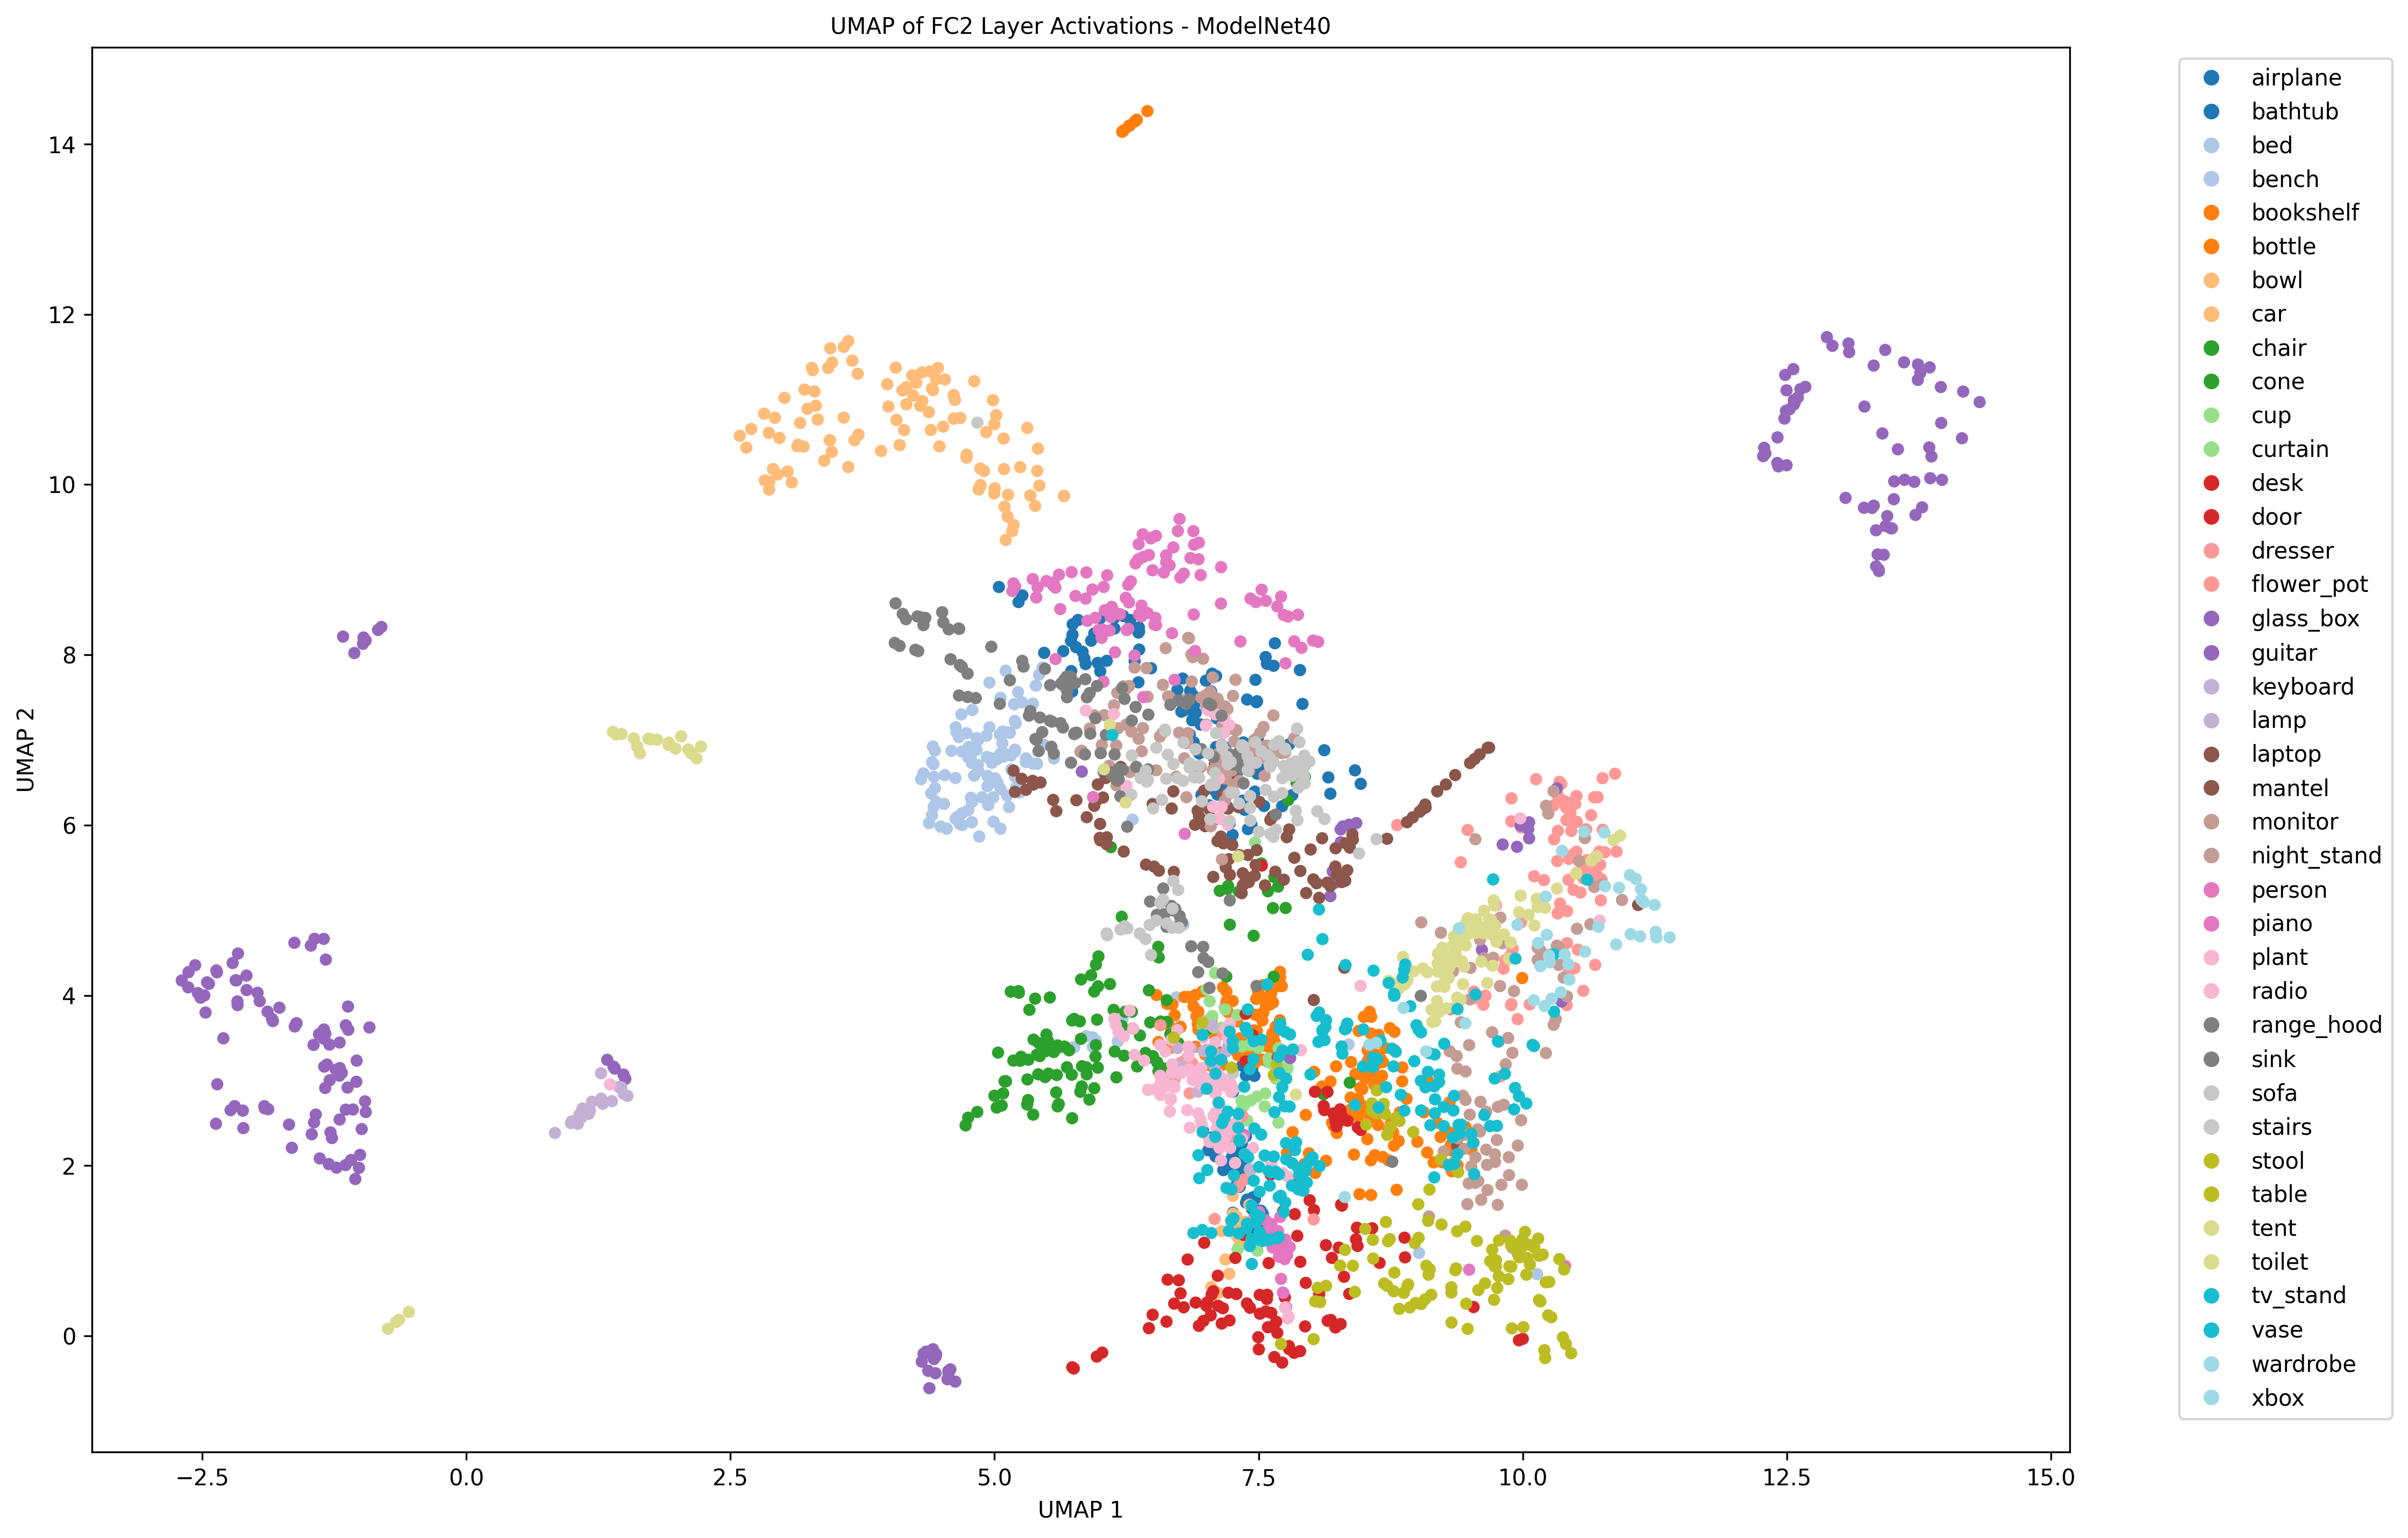 UMAP of FC2 Layer Activations - ModelNet40
UMAP 2
14
12
10
8
6
4
2
0
−2.5
0.0
2.5
5.0
7.5
10.0
12.5
15.0
UMAP 1
airplane
bathtub
bed
bench
bookshelf
bottle
bowl
car
chair
cone
cup
curtain
desk
door
dresser
flower_pot
glass_box
guitar
keyboard
lamp
laptop
mantel
monitor
night_stand
person
piano
plant
radio
range_hood
sink
sofa
stairs
stool
table
tent
toilet
tv_stand
vase
wardrobe
xbox